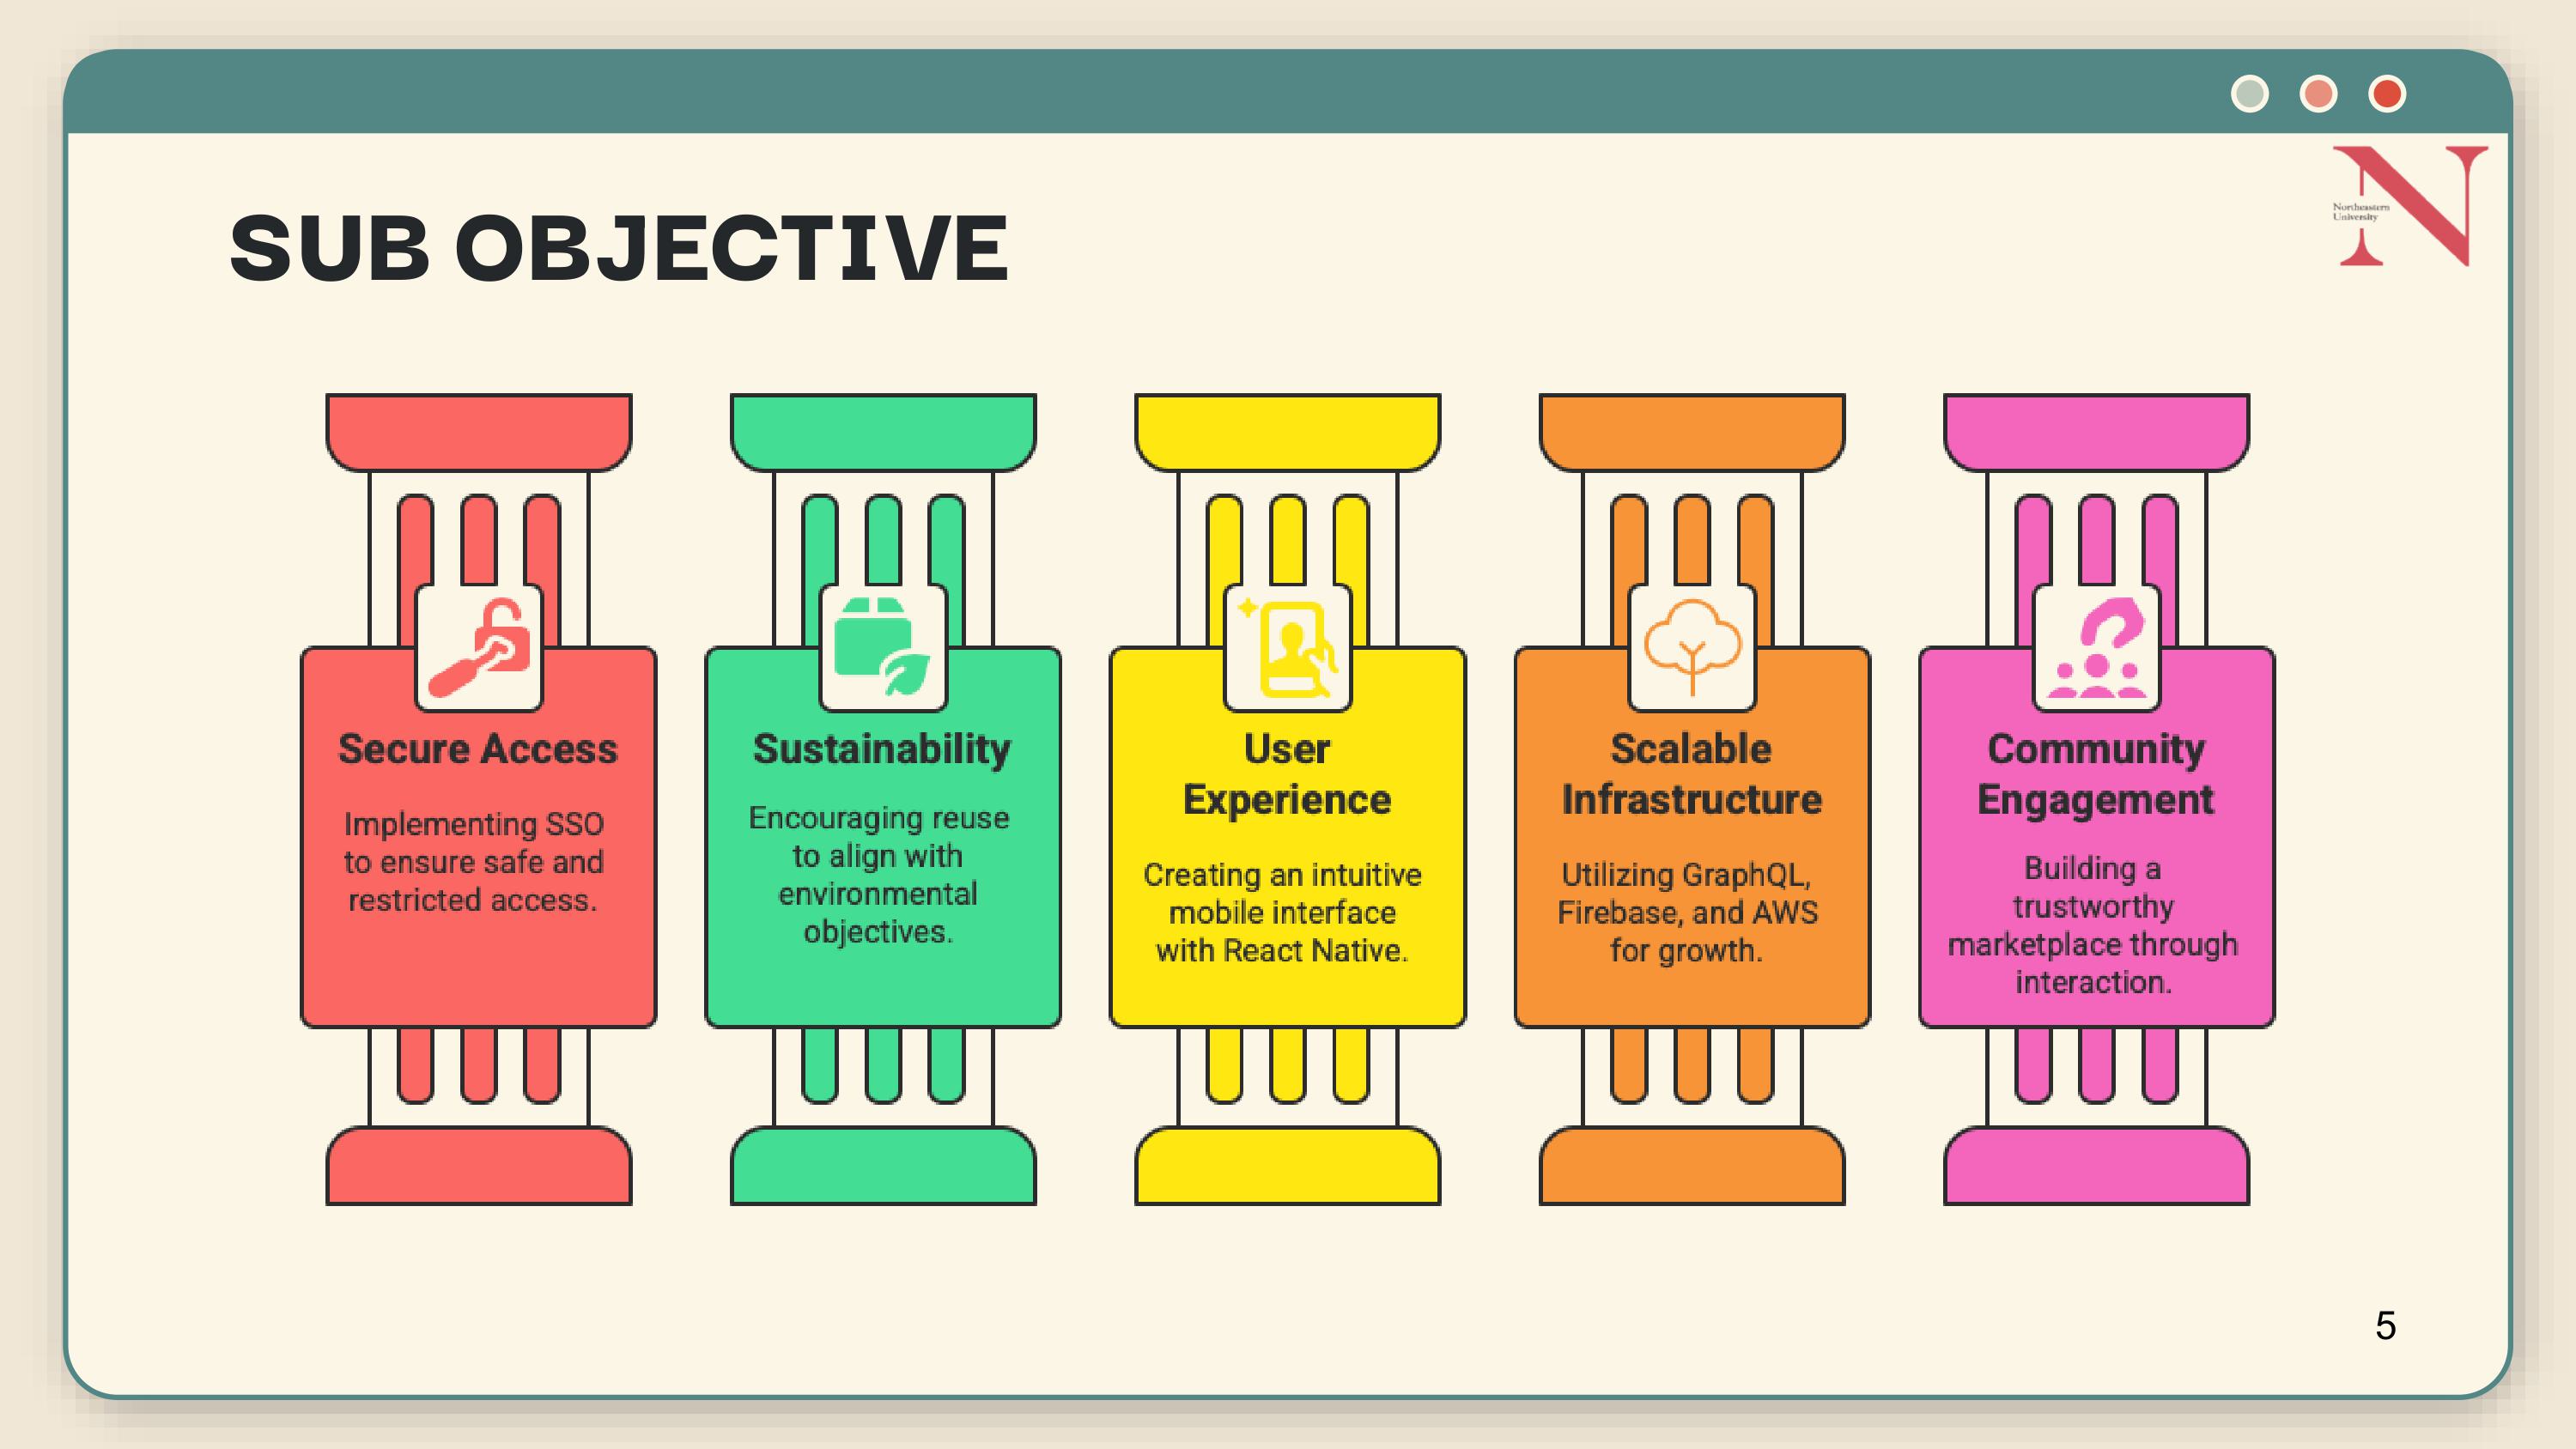 Northeastern
University
SUB OBJECTIVE
Secure Access
Implementing SSO
to ensure safe and
restricted access.
Sustainability
Encouraging reuse
to align with
environmental
objectives.
User
Experience
Creating an intuitive
mobile interface
with React Native.
Scalable
Infrastructure
Utilizing GraphQL,
Firebase, and AWS
for growth.
Community
Engagement
Building a
trustworthy
marketplace through
interaction.
5